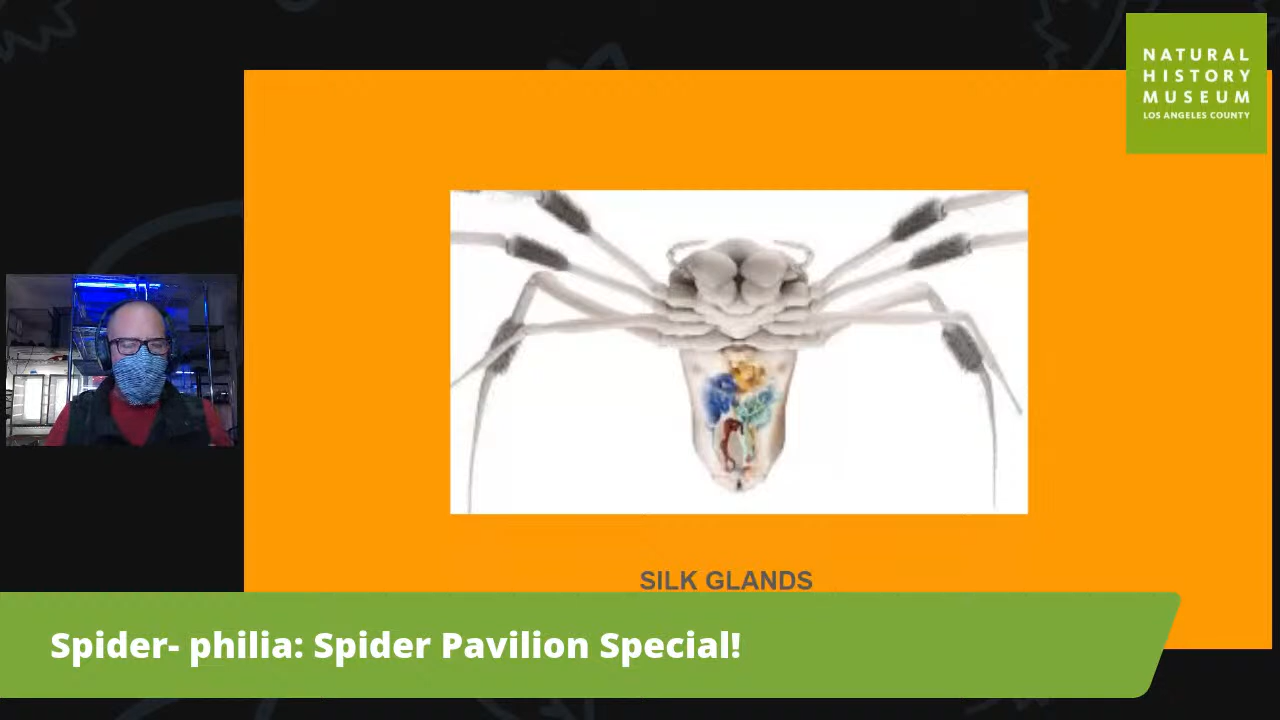 NATURAL
HISTORY
MUSEUM
LOS ANGELES COUNTY
SILK GLANDS
Spider- philia: Spider Pavilion Special!